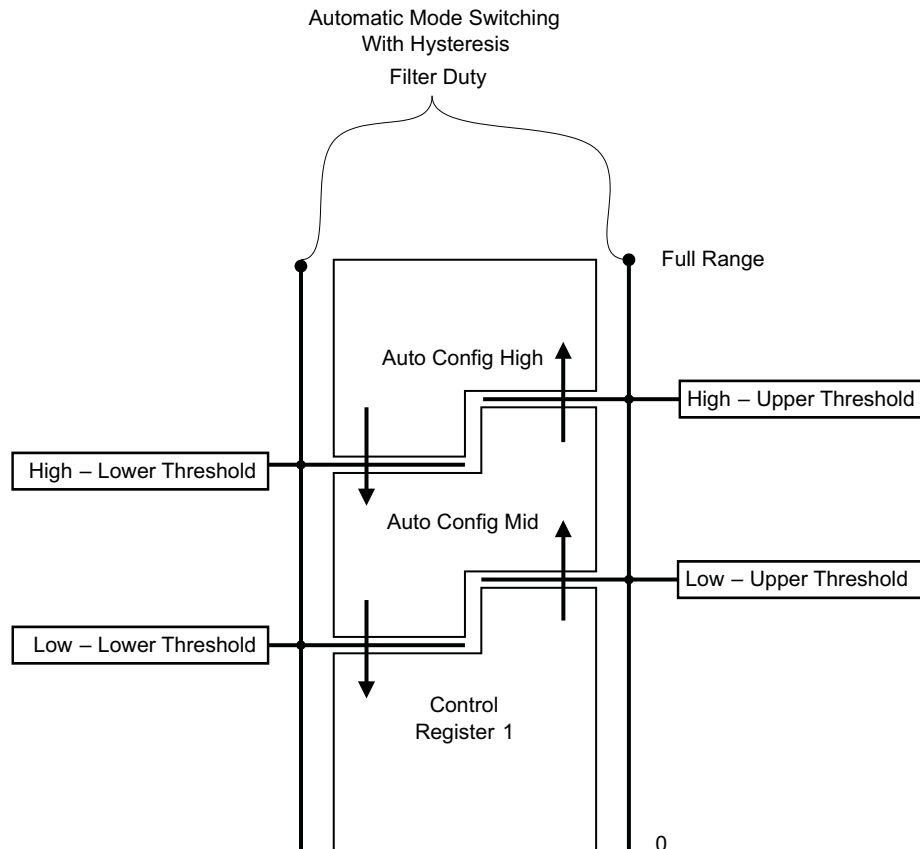 Automatic Mode Switching
With Hysteresis
Filter Duty
Full Range
Auto Config High
High – Upper Threshold
High – Lower Threshold
Auto Config Mid
Low – Upper Threshold
Low – Lower Threshold
Control
Register 1
0